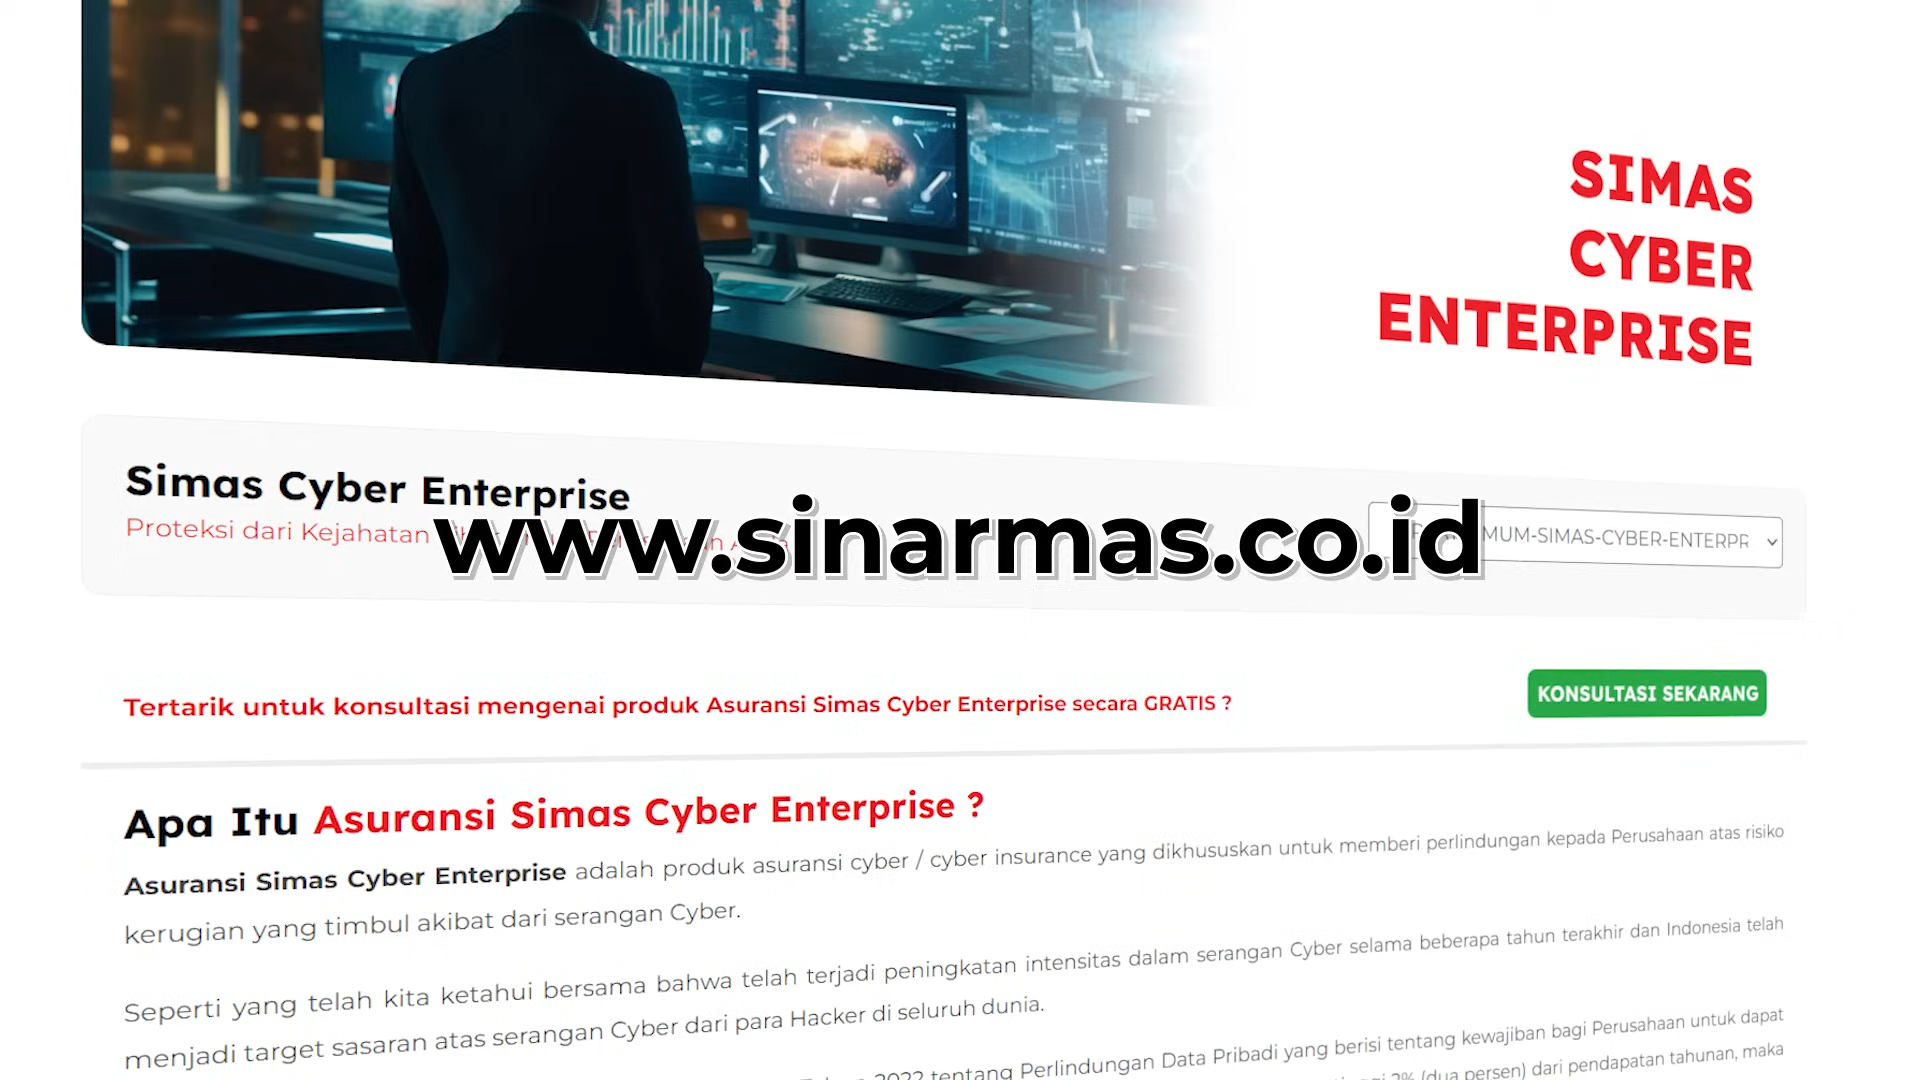 SIMAS
CYBER
ENTERPRISE
Simas Cyber Enterprise
Proteksi dari Kejahatan
www.sinarmas.co.id
MUM-SIMAS-CYBER-ENTERPR
Tertarik untuk konsultasi mengenai produk Asuransi Simas Cyber Enterprise secara GRATIS ?
KONSULTASI SEKARANG
Apa Itu Asuransi Simas Cyber Enterprise ?
Asuransi Simas Cyber Enterprise adalah produk asuransi cyber / cyber insurance yang dikhususkan untuk memberi perlindungan kepada Perusahaan atas risiko
kerugian yang timbul akibat dari serangan Cyber.
Seperti yang telah kita ketahui bersama bahwa telah terjadi peningkatan intensitas dalam serangan Cyber selama beberapa tahun terakhir dan Indonesia telah
menjadi target sasaran atas serangan Cyber dari para Hacker di seluruh dunia.
2022 tentang Perlindungan Data Pribadi yang berisi tentang kewajiban bagi Perusahaan untuk dapat
2% (dua persen) dari pendapatan tahunan, maka